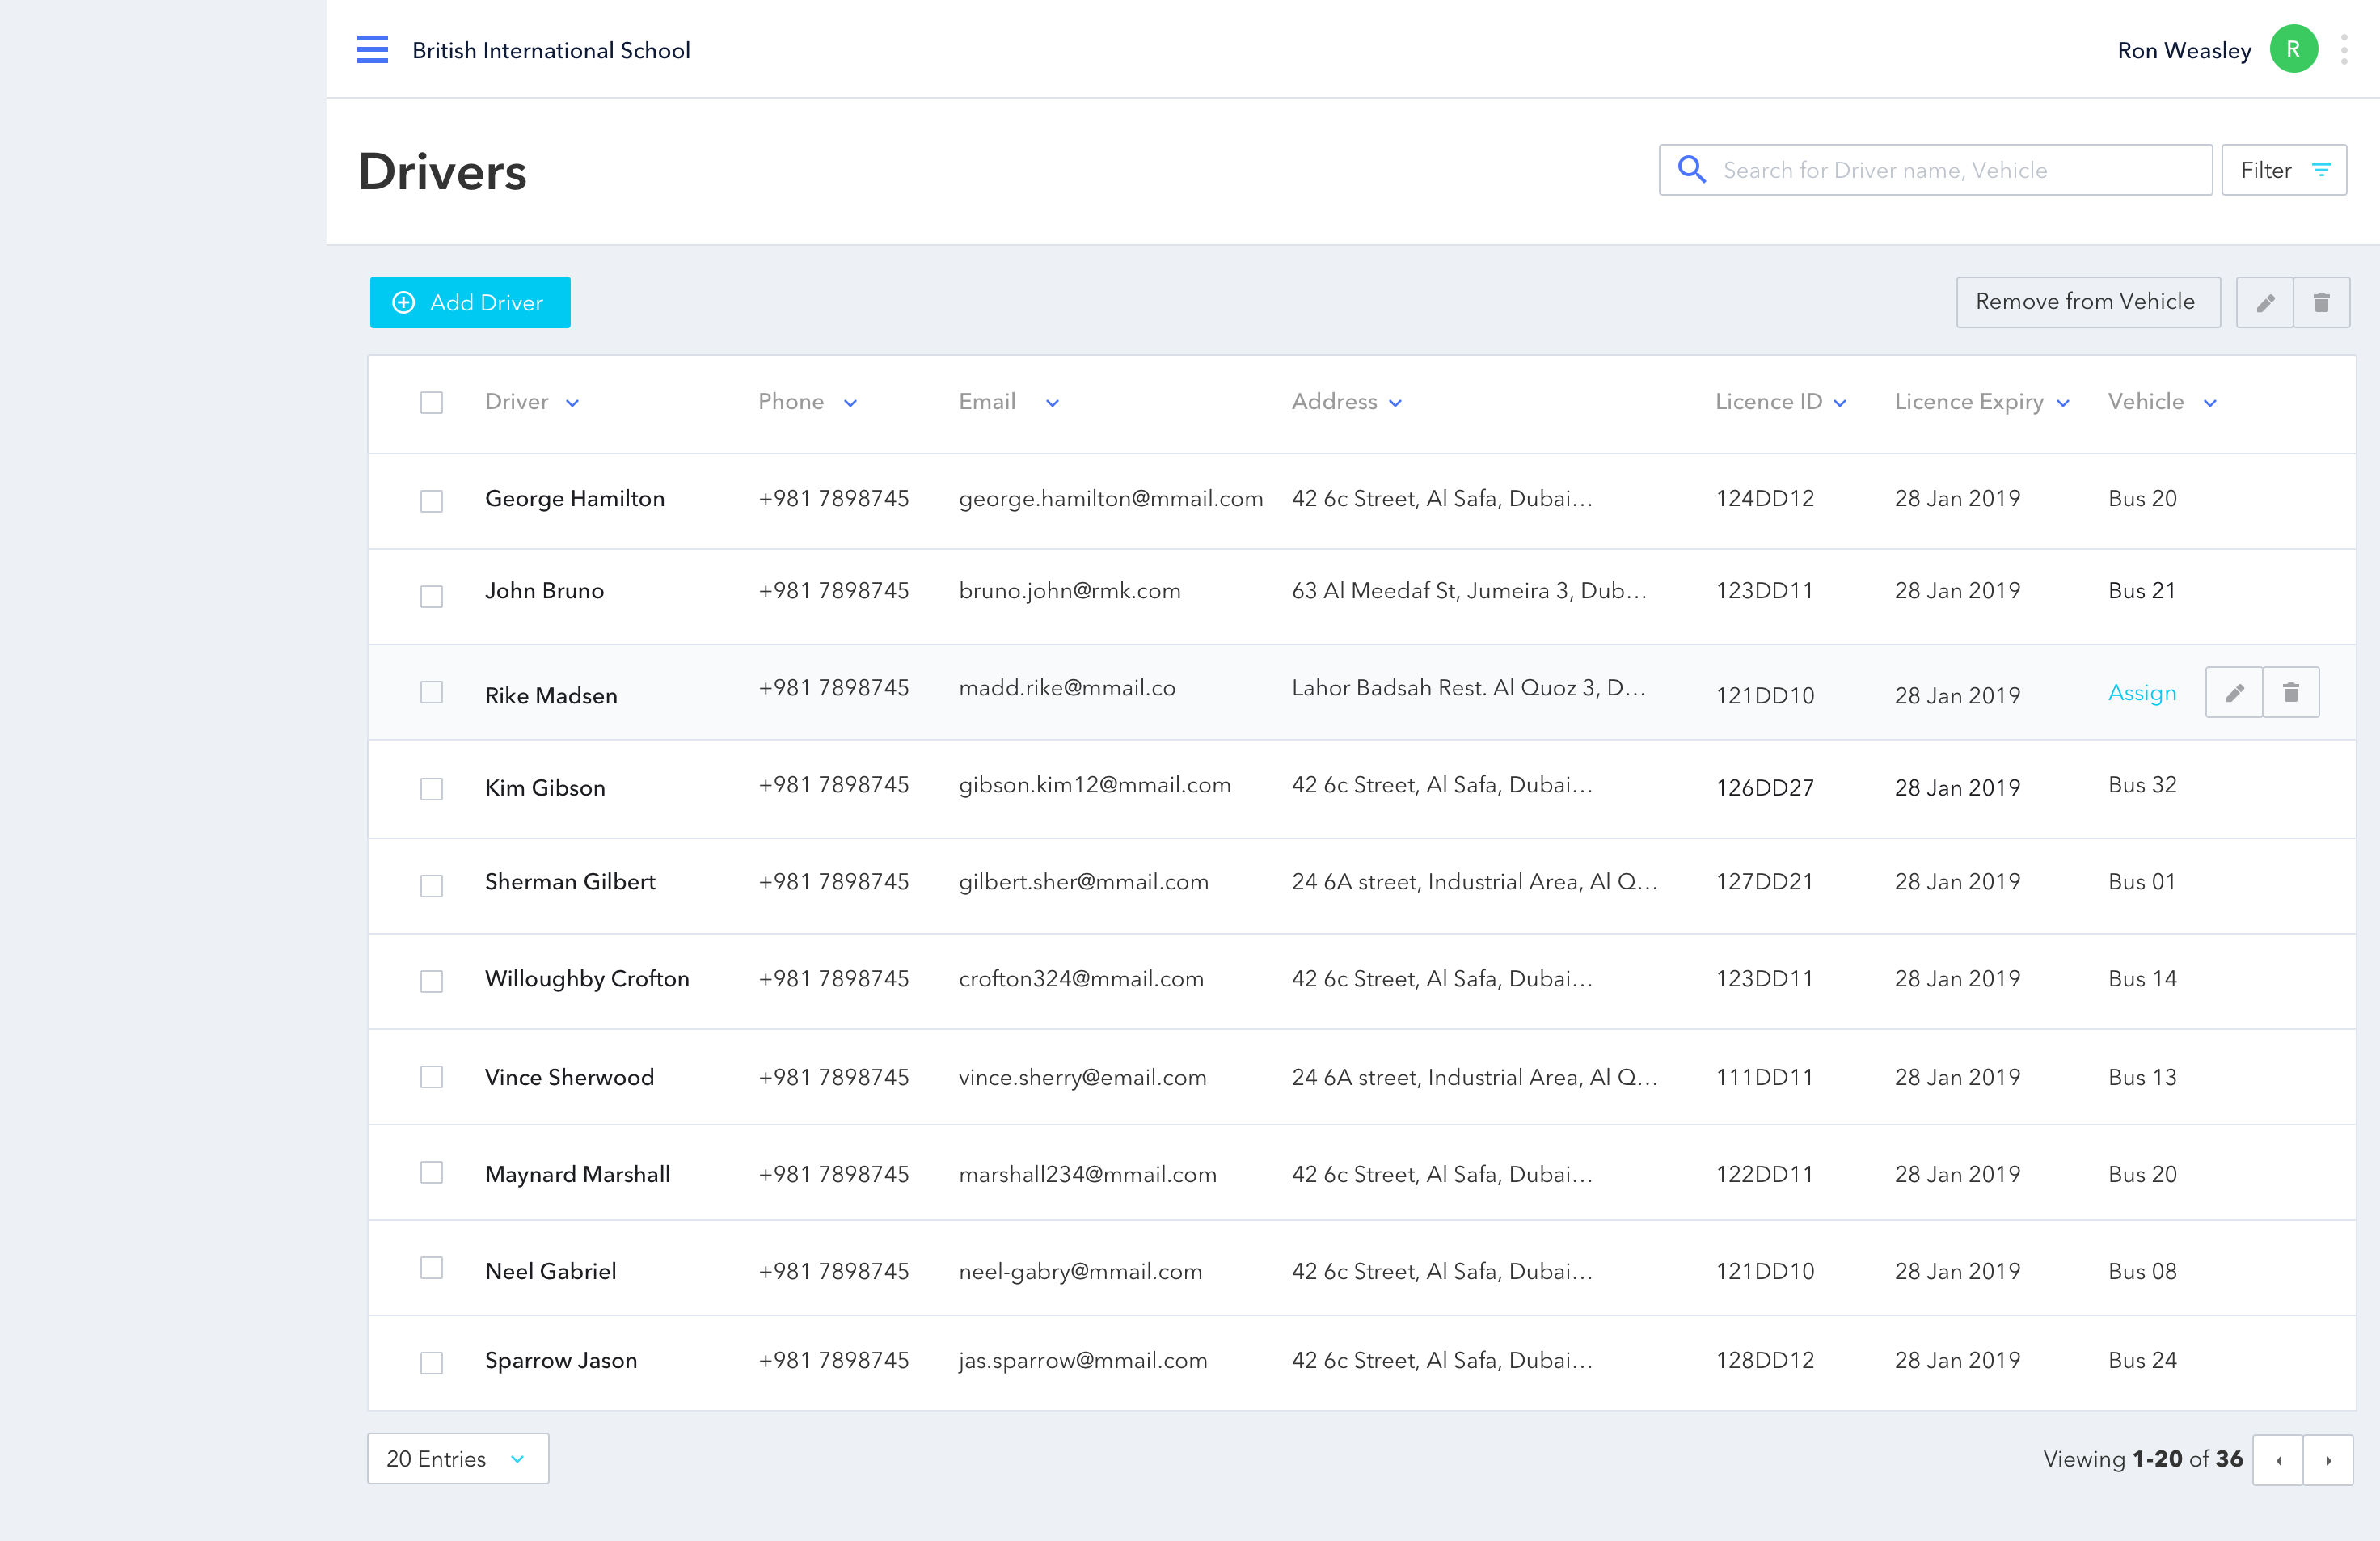 British International School
Ron Weasley R
Drivers
Search for Driver name, Vehicle
Filter
Add Driver
Remove from Vehicle
Driver Phone Email Address Licence ID Licence Expiry Vehicle
George Hamilton +981 7898745 george.hamilton@mmail.com 42 6c Street, Al Safa, Dubai... 124DD12 28 Jan 2019 Bus 20
John Bruno +981 7898745 bruno.john@rmk.com 63 Al Meedaf St, Jumeira 3, Dub... 123DD11 28 Jan 2019 Bus 21
Rike Madsen +981 7898745 madd.rike@mmail.co Lahor Badsah Rest. Al Quoz 3, D... 121DD10 28 Jan 2019 Assign
Kim Gibson +981 7898745 gibson.kim12@mmail.com 42 6c Street, Al Safa, Dubai... 126DD27 28 Jan 2019 Bus 32
Sherman Gilbert +981 7898745 gilbert.sher@mmail.com 24 6A street, Industrial Area, Al Q... 127DD21 28 Jan 2019 Bus 01
Willoughby Crofton +981 7898745 crofton324@mmail.com 42 6c Street, Al Safa, Dubai... 123DD11 28 Jan 2019 Bus 14
Vince Sherwood +981 7898745 vince.sherry@email.com 24 6A street, Industrial Area, Al Q... 111DD11 28 Jan 2019 Bus 13
Maynard Marshall +981 7898745 marshall234@mmail.com 42 6c Street, Al Safa, Dubai... 122DD11 28 Jan 2019 Bus 20
Neel Gabriel +981 7898745 neel-gabry@mmail.com 42 6c Street, Al Safa, Dubai... 121DD10 28 Jan 2019 Bus 08
Sparrow Jason +981 7898745 jas.sparrow@mmail.com 42 6c Street, Al Safa, Dubai... 128DD12 28 Jan 2019 Bus 24
20 Entries
Viewing 1-20 of 36